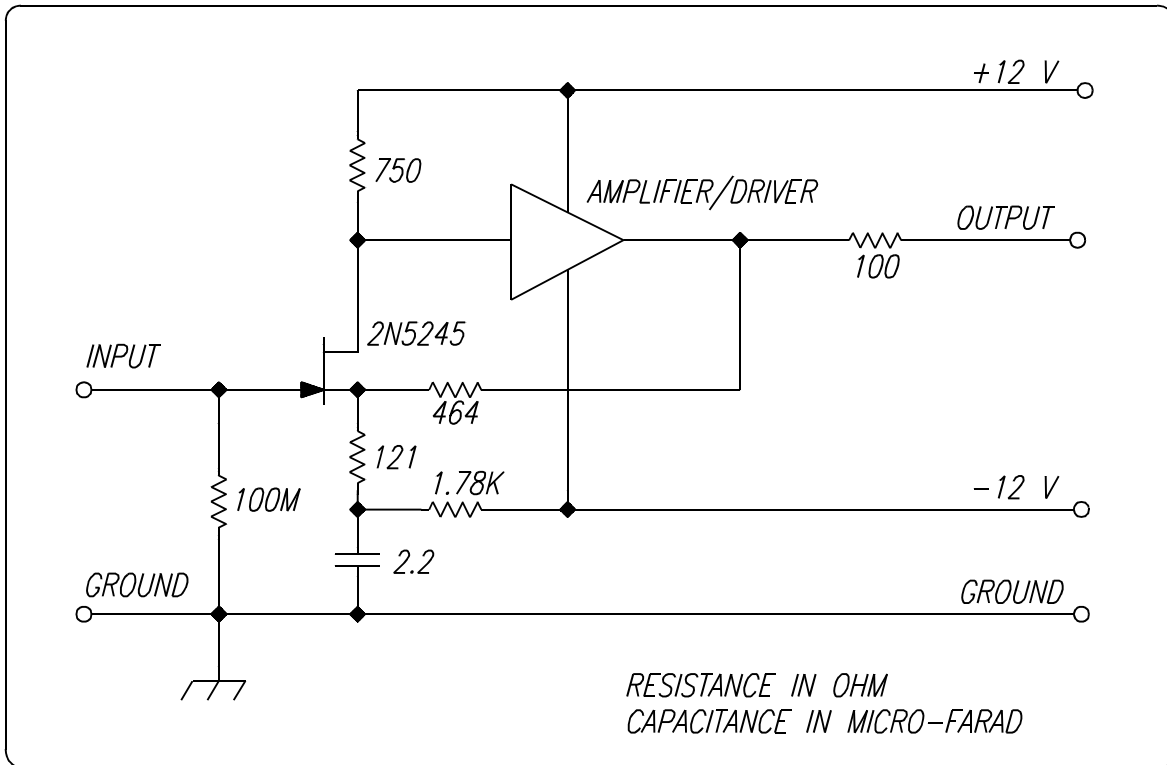 +12 V
750
AMPLIFIER/DRIVER
OUTPUT
100
2N5245
INPUT
464
121
1.78K
100M
-12 V
2.2
GROUND
GROUND
RESISTANCE IN OHM
CAPACITANCE IN MICRO-FARAD